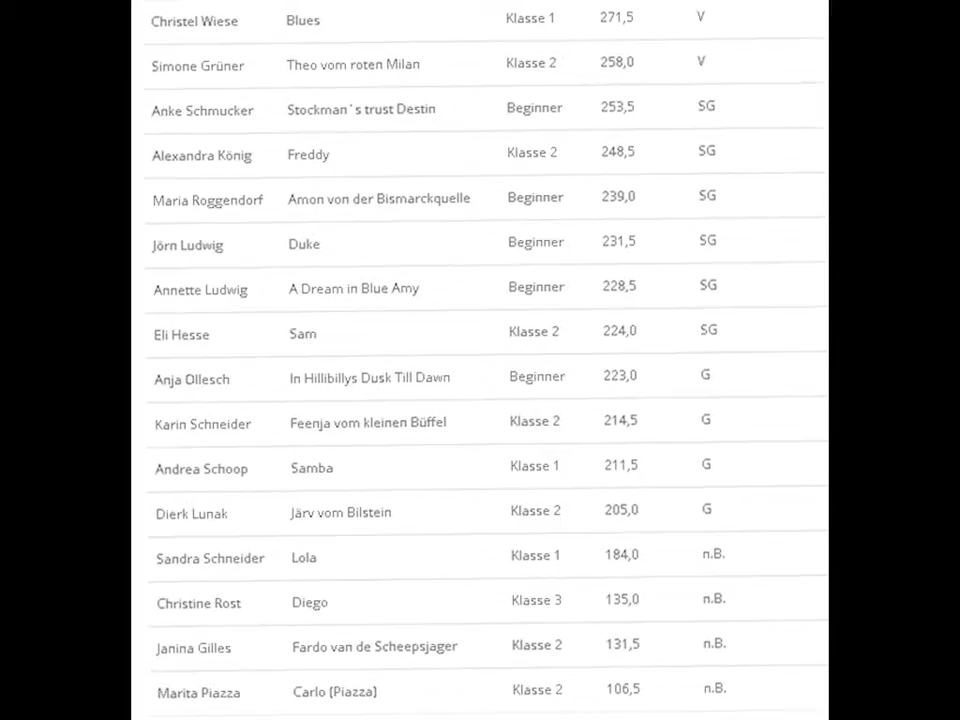 Christel Wiese Blues Klasse 1 271,5 V
Simone Grüner Theo vom roten Milan Klasse 2 258,0 V
Anke Schmucker Stockman`s trust Destin Beginner 253,5 SG
Alexandra König Freddy Klasse 2 248,5 SG
Maria Roggendorf Amon von der Bismarckquelle Beginner 239,0 SG
Jörn Ludwig Duke Beginner 231,5 SG
Annette Ludwig A Dream in Blue Amy Beginner 228,5 SG
Eli Hesse Sam Klasse 2 224,0 SG
Anja Ollesch In Hillibillys Dusk Till Dawn Beginner 223,0 G
Karin Schneider Feenja vom kleinen Büffel Klasse 2 214,5 G
Andrea Schoop Samba Klasse 1 211,5 G
Dierk Lunak Järv vom Bilstein Klasse 2 205,0 G
Sandra Schneider Lola Klasse 1 184,0 n.B.
Christine Rost Diego Klasse 3 135,0 n.B.
Janina Gilles Fardo van de Scheepsjager Klasse 2 131,5 n.B.
Marita Piazza Carlo (Piazza) Klasse 2 106,5 n.B.